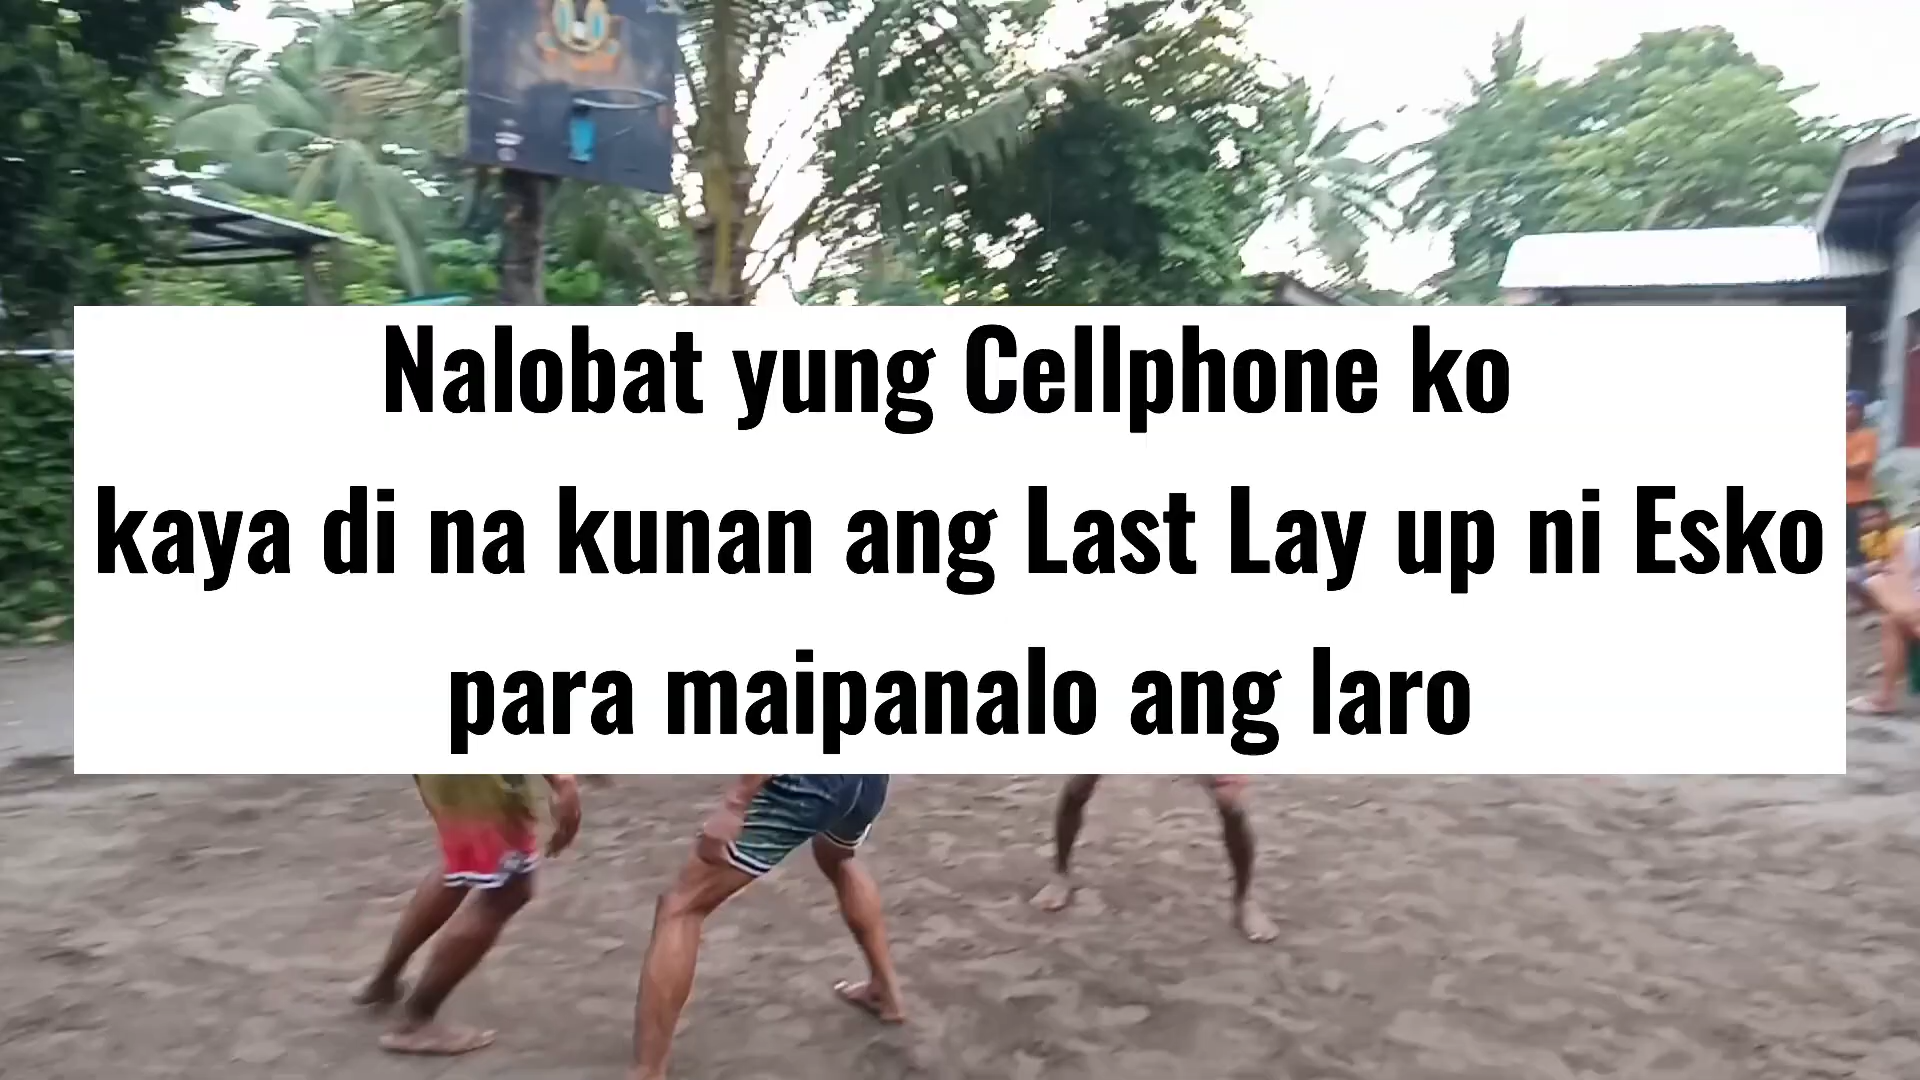 Nalobat yung Cellphone ko
kaya di na kunan ang Last Lay up ni Esko
para maipanalo ang laro